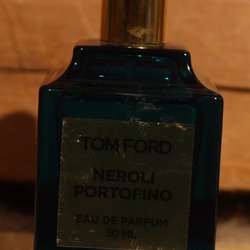 TOM FORD
NEROLI
PORTOFINO
EAU DE PARFUM
30 ML